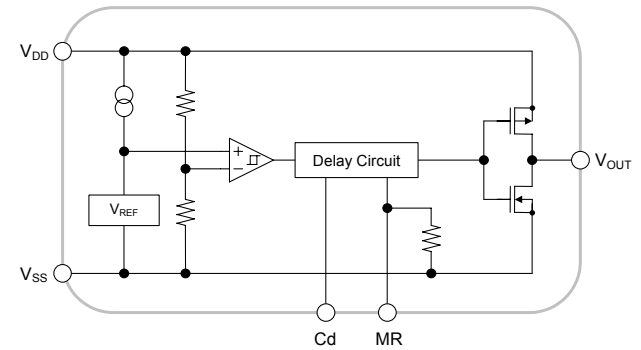 VDD
+
−
Delay Circuit
VOUT
VREF
VSS
Cd
MR